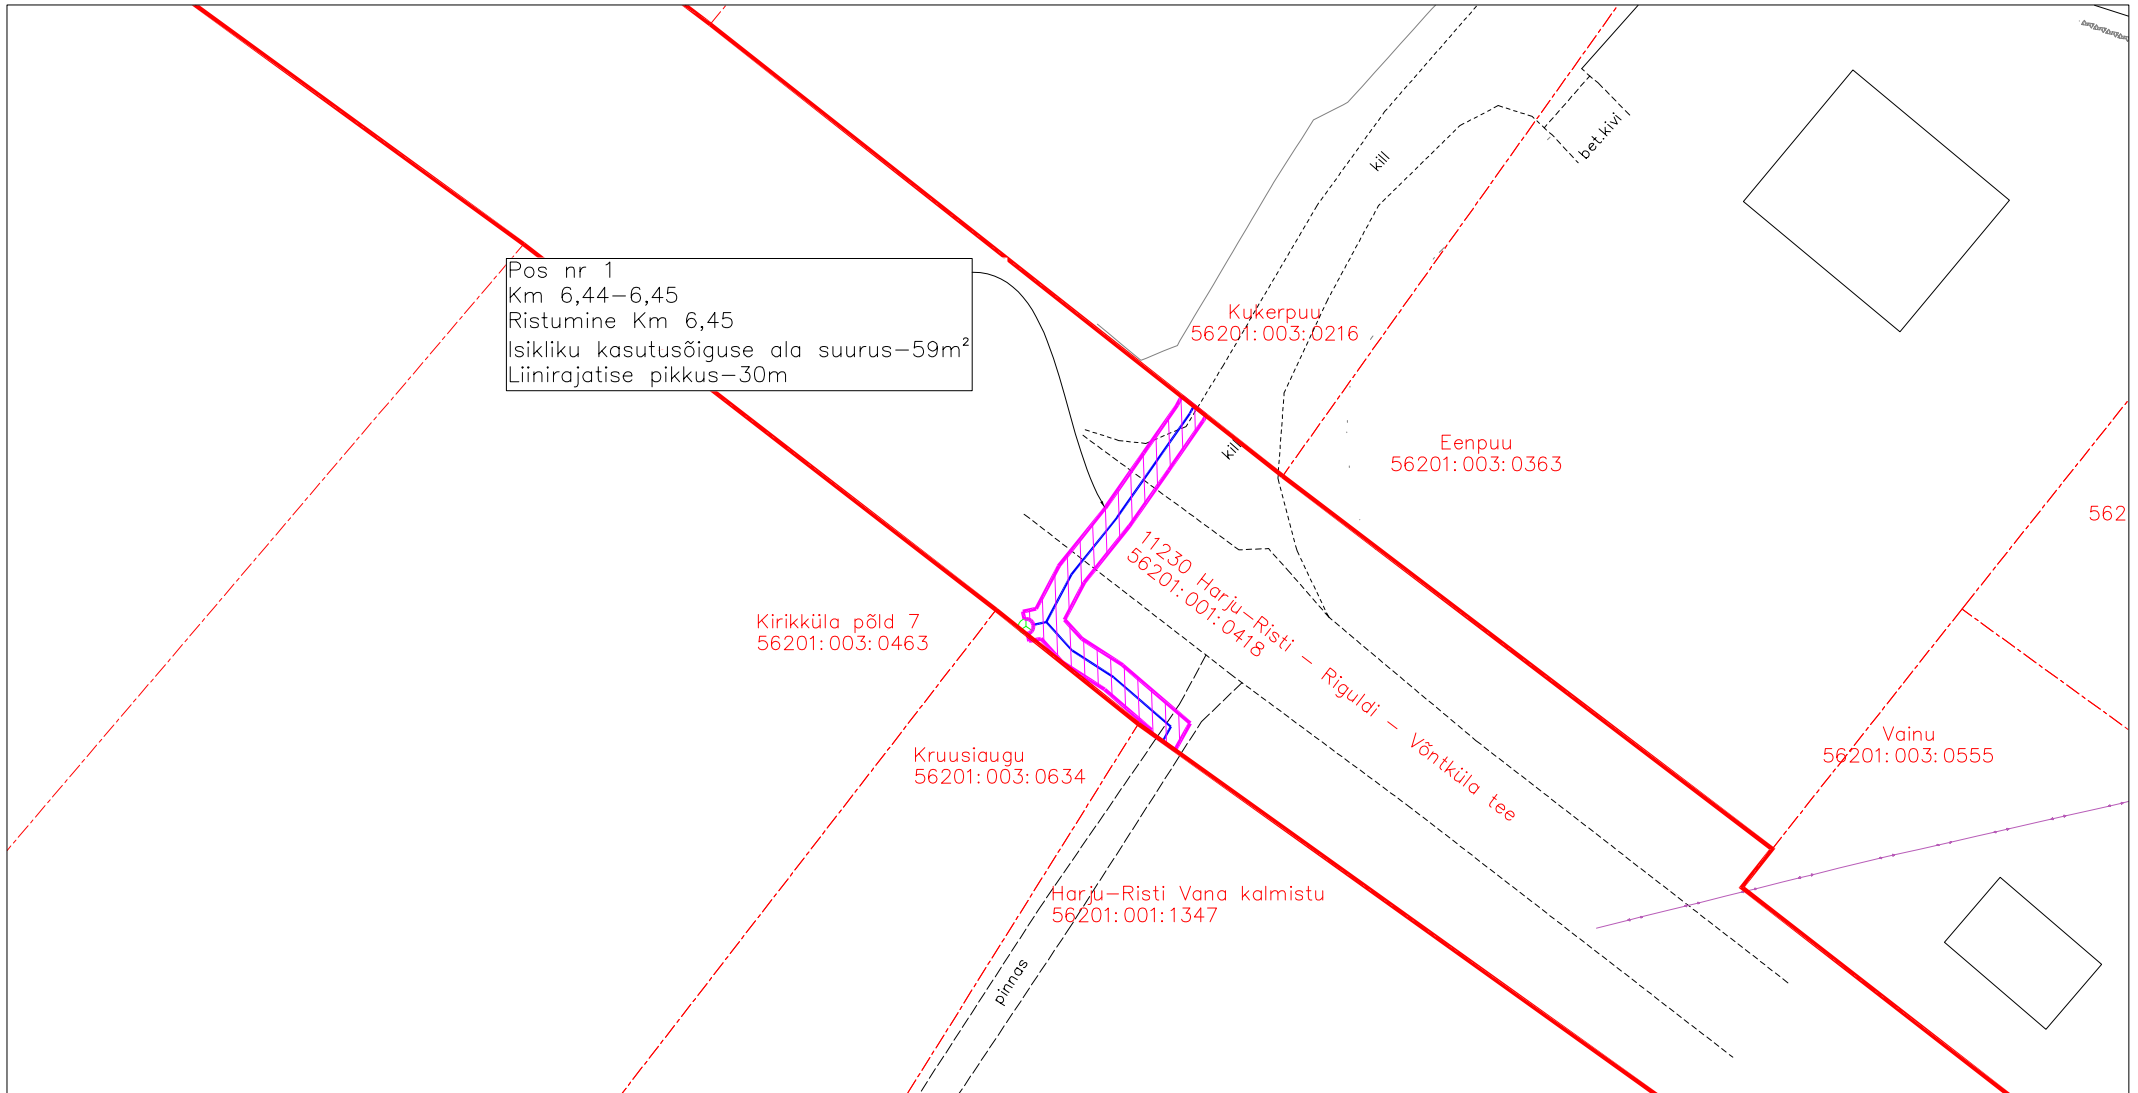 kill
bet.kivi
Pos nr 1
Km 6,44-6,45
Ristumine Km 6,45
Isikliku kasutusõiguse ala suurus-59m²
Liinirajatise pikkus-30m
Kukerpuu
56201:003:0216
kill
Eenpuu
56201:003:0363
562
11230 Harju-Risti - Riguldi - Võntküla tee
56201:001:0418
Kirikküla põld 7
56201:003:0463
Kruusiaugu
56201:003:0634
Vainu
56201:003:0555
Harju-Risti Vana kalmistu
56201:001:1347
pinnas